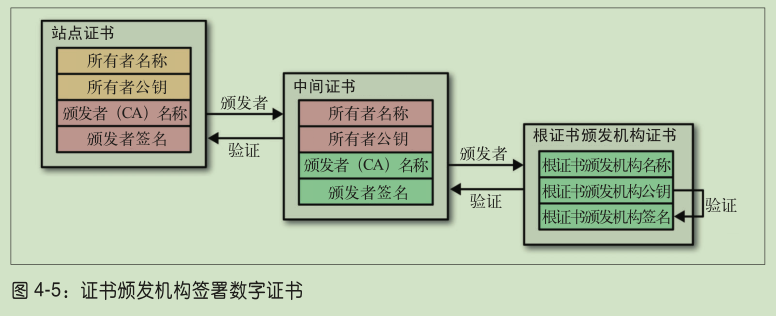 站点证书
所有者名称
所有者公钥
颁发者（CA）名称
颁发者签名
颁发者
验证
中间证书
所有者名称
所有者公钥
颁发者（CA）名称
颁发者签名
颁发者
验证
根证书颁发机构证书
根证书颁发机构名称
根证书颁发机构公钥
根证书颁发机构签名
验证
图 4-5：证书颁发机构签署数字证书